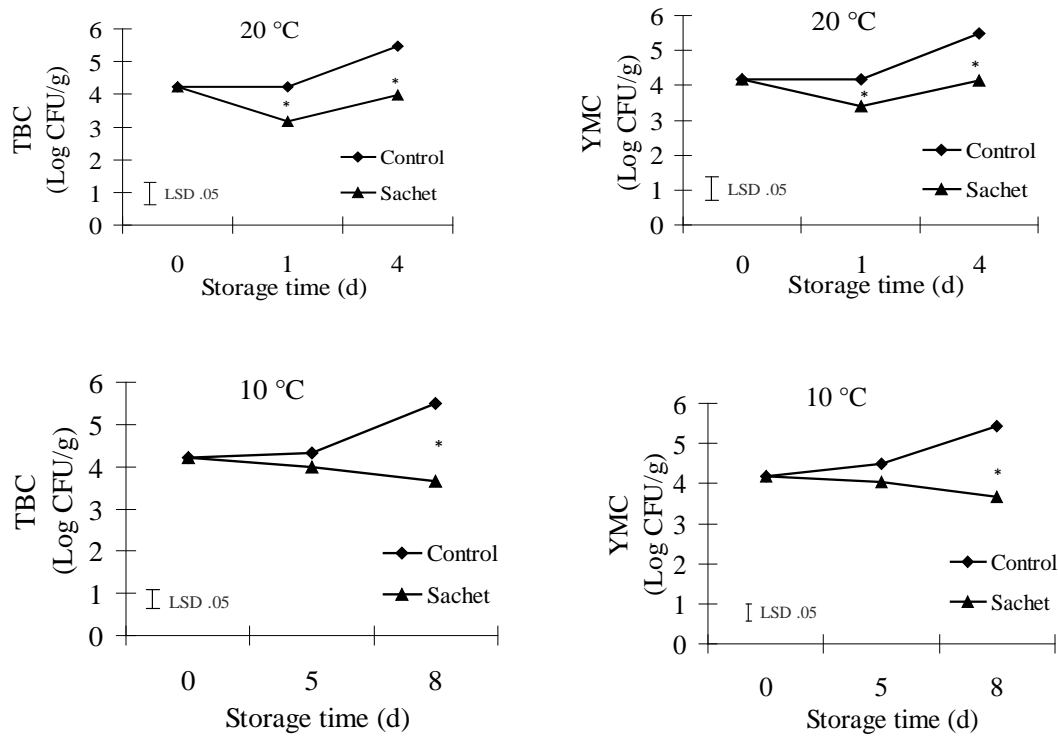 20 °C
6
5
4
3
2
1
0
TBC
(Log CFU/g)
*
*
Control
Sachet
LSD .05
0 1 4
Storage time (d)
20 °C
6
5
4
3
2
1
0
YMC
(Log CFU/g)
*
*
Control
Sachet
LSD .05
0 1 4
Storage time (d)
10 °C
6
5
4
3
2
1
0
TBC
(Log CFU/g)
*
Control
Sachet
LSD .05
0 5 8
Storage time (d)
10 °C
6
5
4
3
2
1
0
YMC
(Log CFU/g)
*
Control
Sachet
LSD .05
0 5 8
Storage time (d)